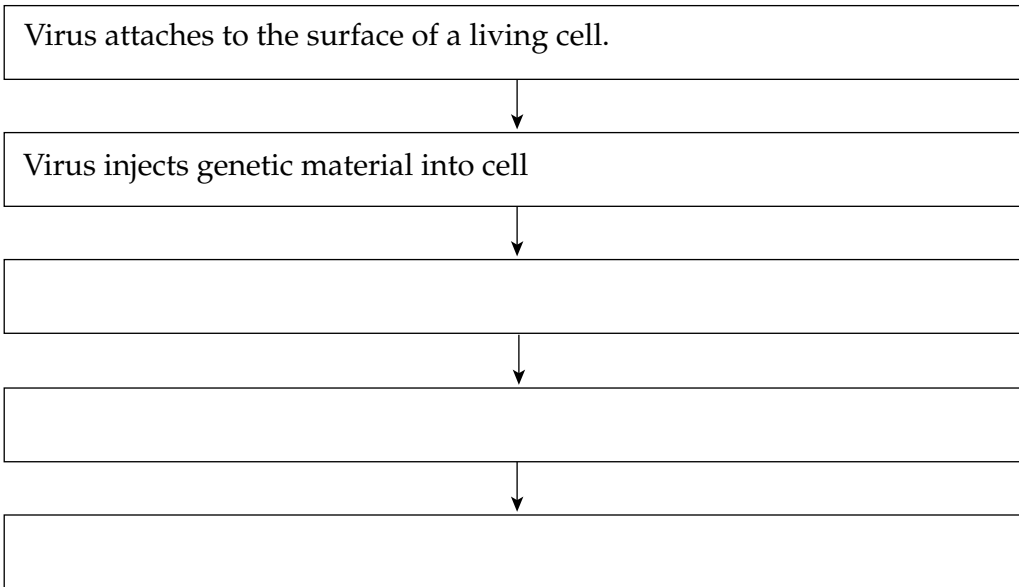 Virus attaches to the surface of a living cell.
Virus injects genetic material into cell